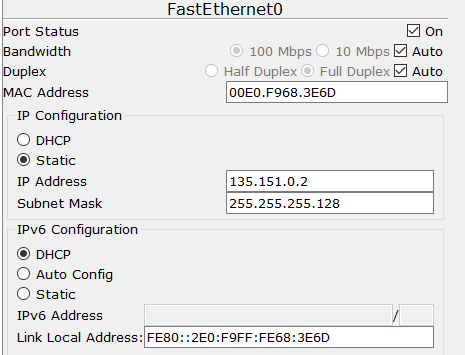 FastEthernet0
Port Status On
Bandwidth 100 Mbps 10 Mbps Auto
Duplex Half Duplex Full Duplex Auto
MAC Address 00E0.F968.3E6D
IP Configuration
DHCP
Static
IP Address 135.151.0.2
Subnet Mask 255.255.255.128
IPv6 Configuration
DHCP
Auto Config
Static
IPv6 Address /
Link Local Address: FE80::2E0:F9FF:FE68:3E6D